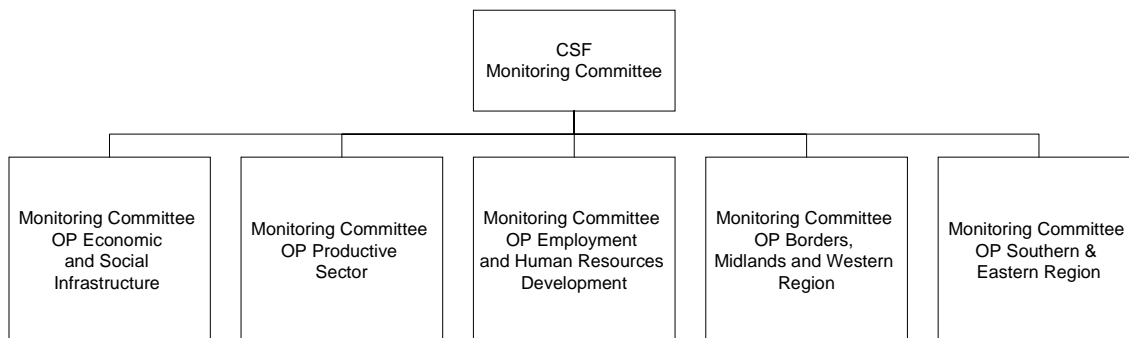 CSF
Monitoring Committee
Monitoring Committee
OP Economic
and Social
Infrastructure
Monitoring Committee
OP Productive
Sector
Monitoring Committee
OP Employment
and Human Resources
Development
Monitoring Committee
OP Borders,
Midlands and Western
Region
Monitoring Committee
OP Southern &
Eastern Region